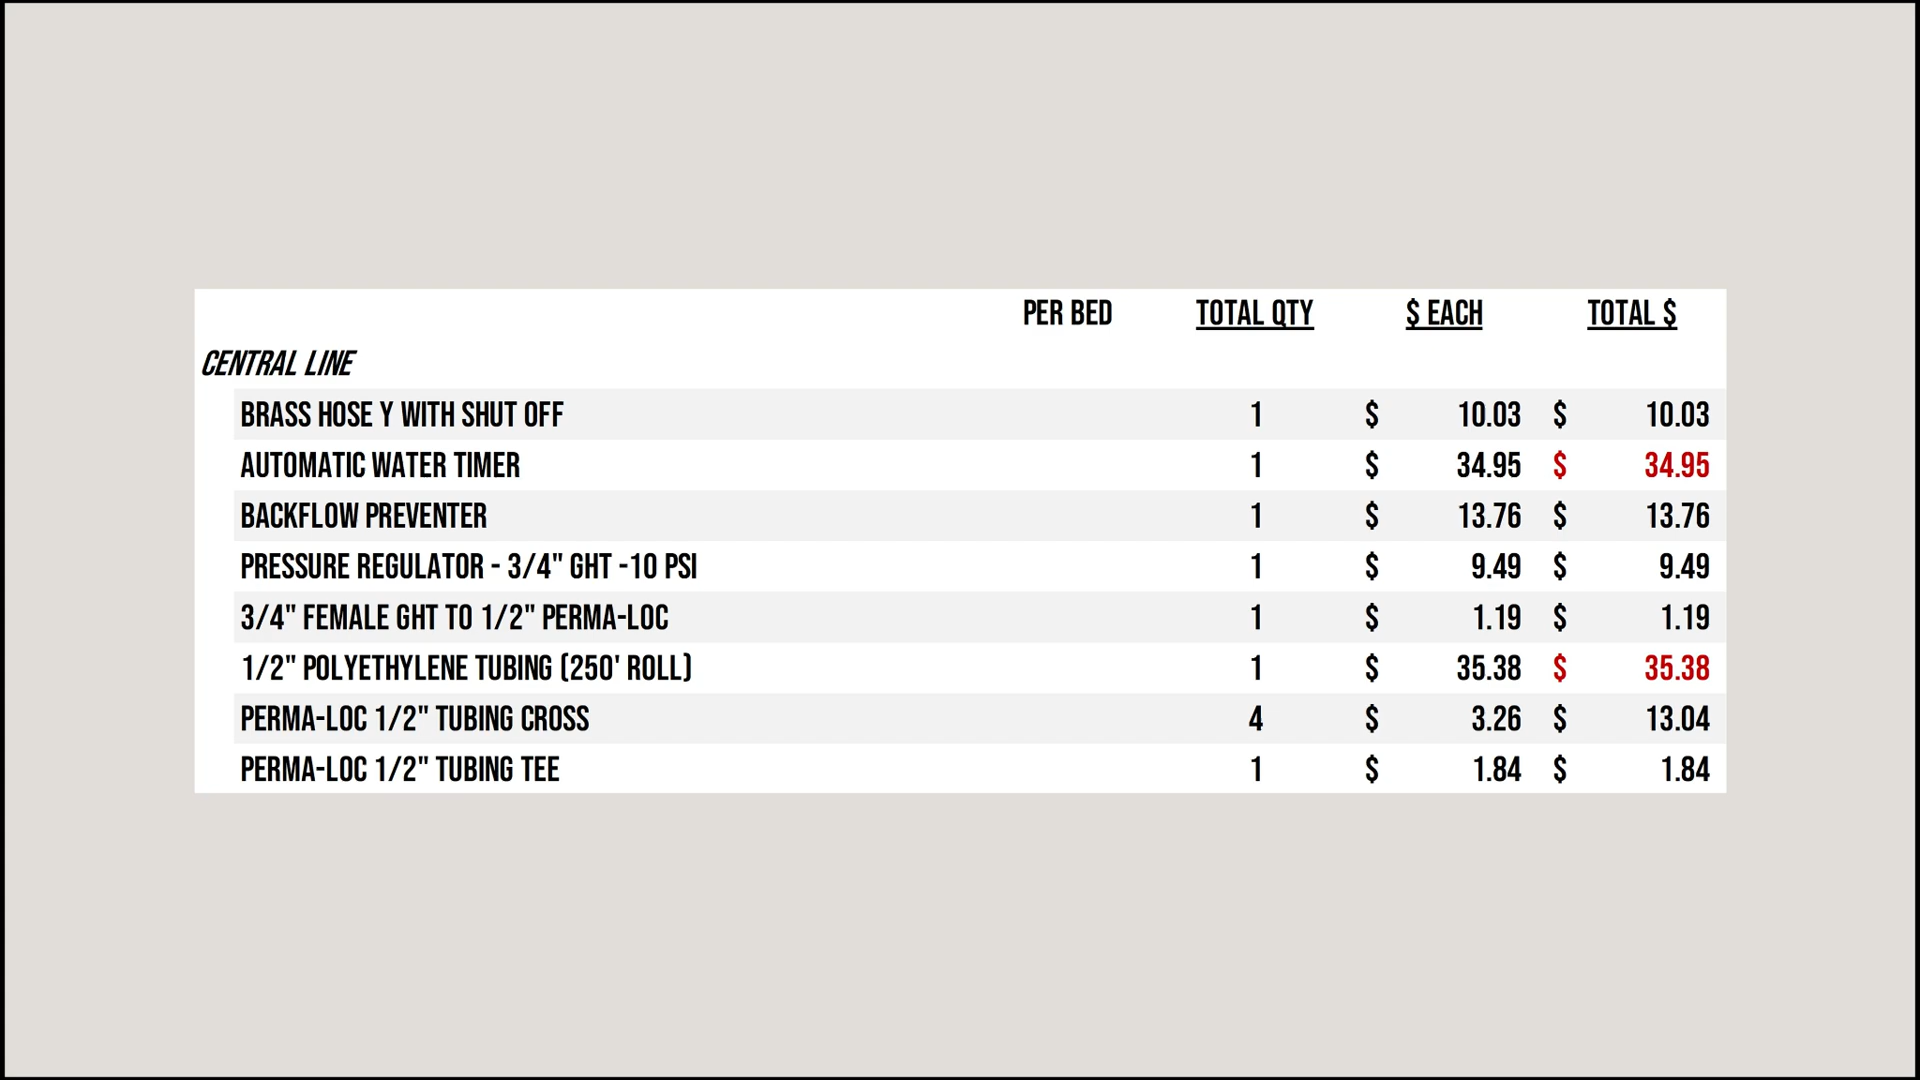 PER BED TOTAL QTY $ EACH TOTAL $
CENTRAL LINE
BRASS HOSE Y WITH SHUT OFF 1 $ 10.03 $ 10.03
AUTOMATIC WATER TIMER 1 $ 34.95 $ 34.95
BACKFLOW PREVENTER 1 $ 13.76 $ 13.76
PRESSURE REGULATOR - 3/4" GHT -10 PSI 1 $ 9.49 $ 9.49
3/4" FEMALE GHT TO 1/2" PERMA-LOC 1 $ 1.19 $ 1.19
1/2" POLYETHYLENE TUBING (250' ROLL) 1 $ 35.38 $ 35.38
PERMA-LOC 1/2" TUBING CROSS 4 $ 3.26 $ 13.04
PERMA-LOC 1/2" TUBING TEE 1 $ 1.84 $ 1.84